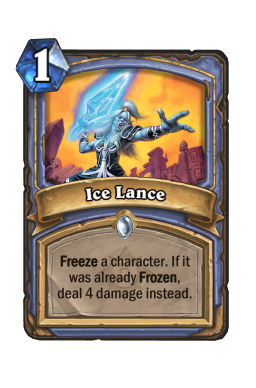 1
Ice Lance
Freeze a character. If it
was already Frozen,
deal 4 damage instead.